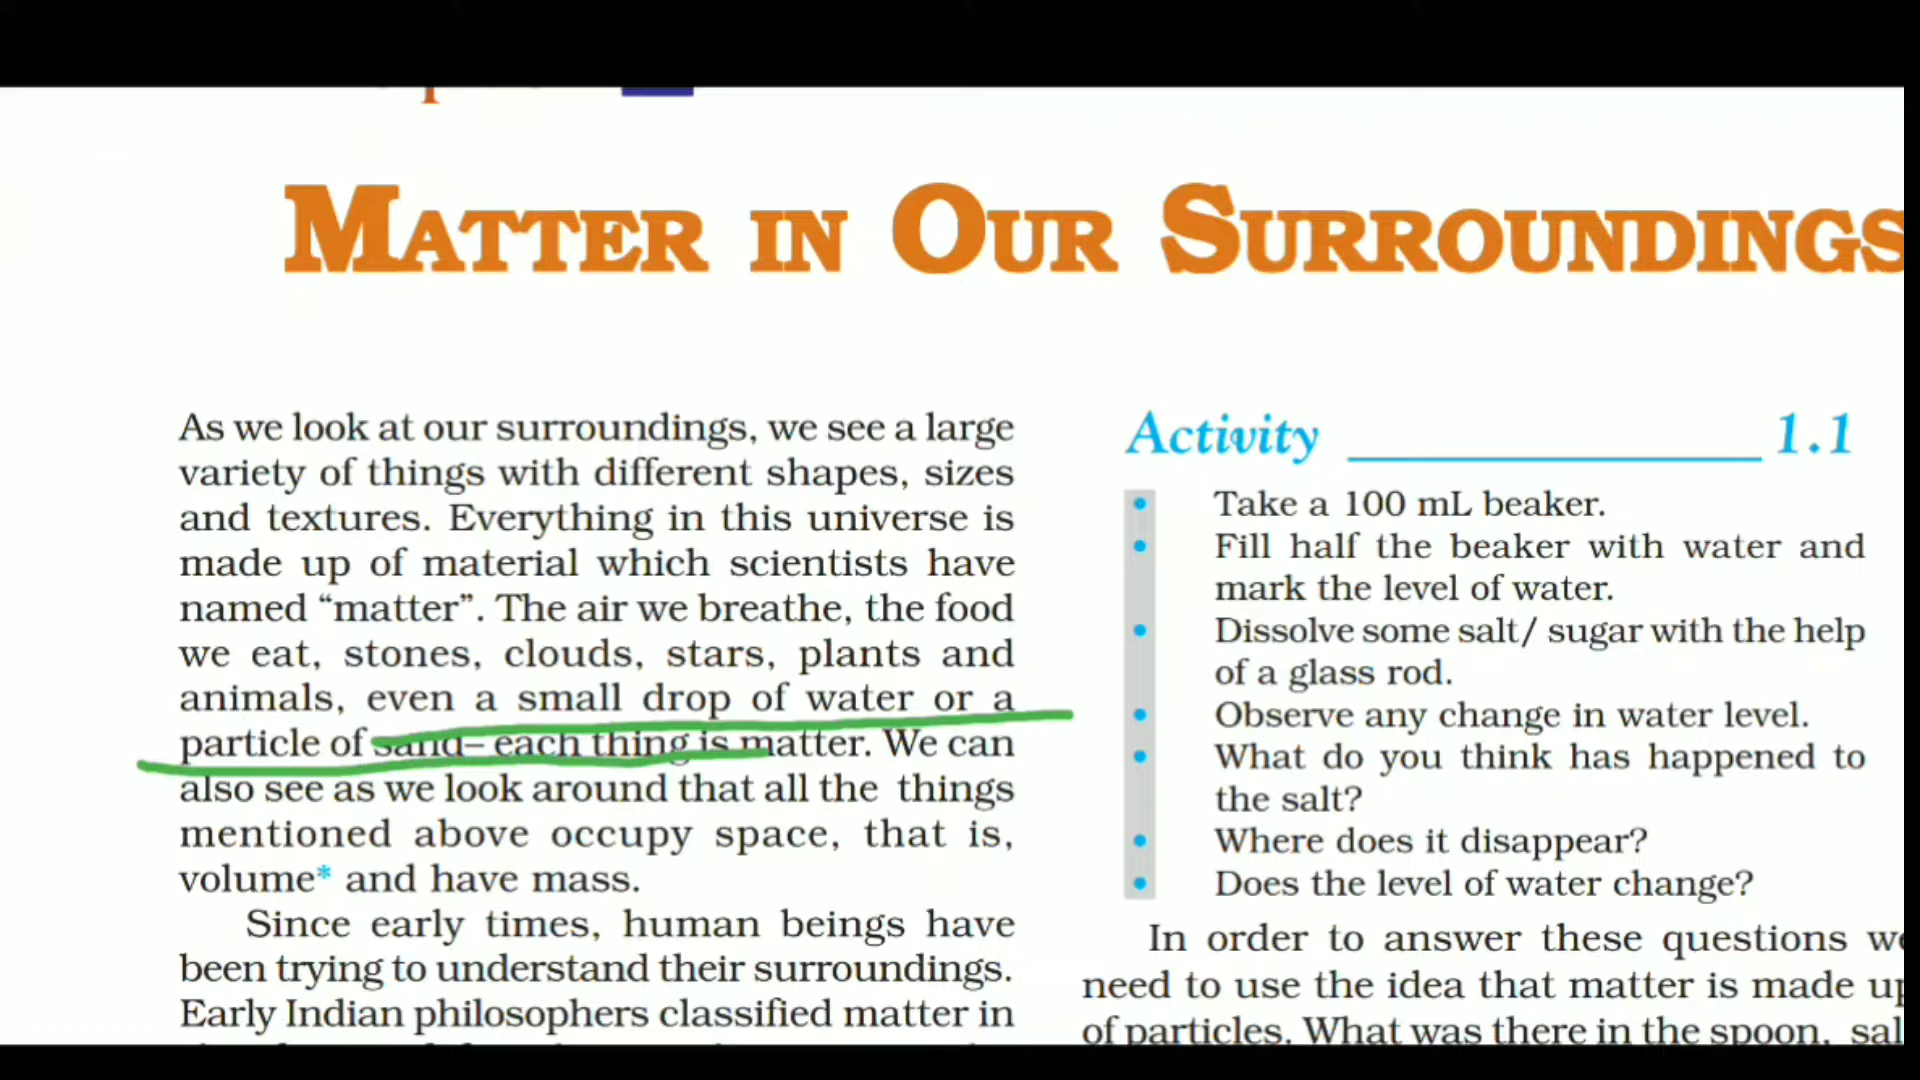 MATTER IN OUR SURROUNDINGS
As we look at our surroundings, we see a large
variety of things with different shapes, sizes
and textures. Everything in this universe is
made up of material which scientists have
named “matter”. The air we breathe, the food
we eat, stones, clouds, stars, plants and
animals, even a small drop of water or a
particle of sand– each thing is matter. We can
also see as we look around that all the things
mentioned above occupy space, that is,
volume* and have mass.
Since early times, human beings have
been trying to understand their surroundings.
Early Indian philosophers classified matter in
Activity 1.1
• Take a 100 mL beaker.
• Fill half the beaker with water and
mark the level of water.
• Dissolve some salt/ sugar with the help
of a glass rod.
• Observe any change in water level.
• What do you think has happened to
the salt?
• Where does it disappear?
• Does the level of water change?
In order to answer these questions we
need to use the idea that matter is made up
of particles. What was there in the spoon, sal